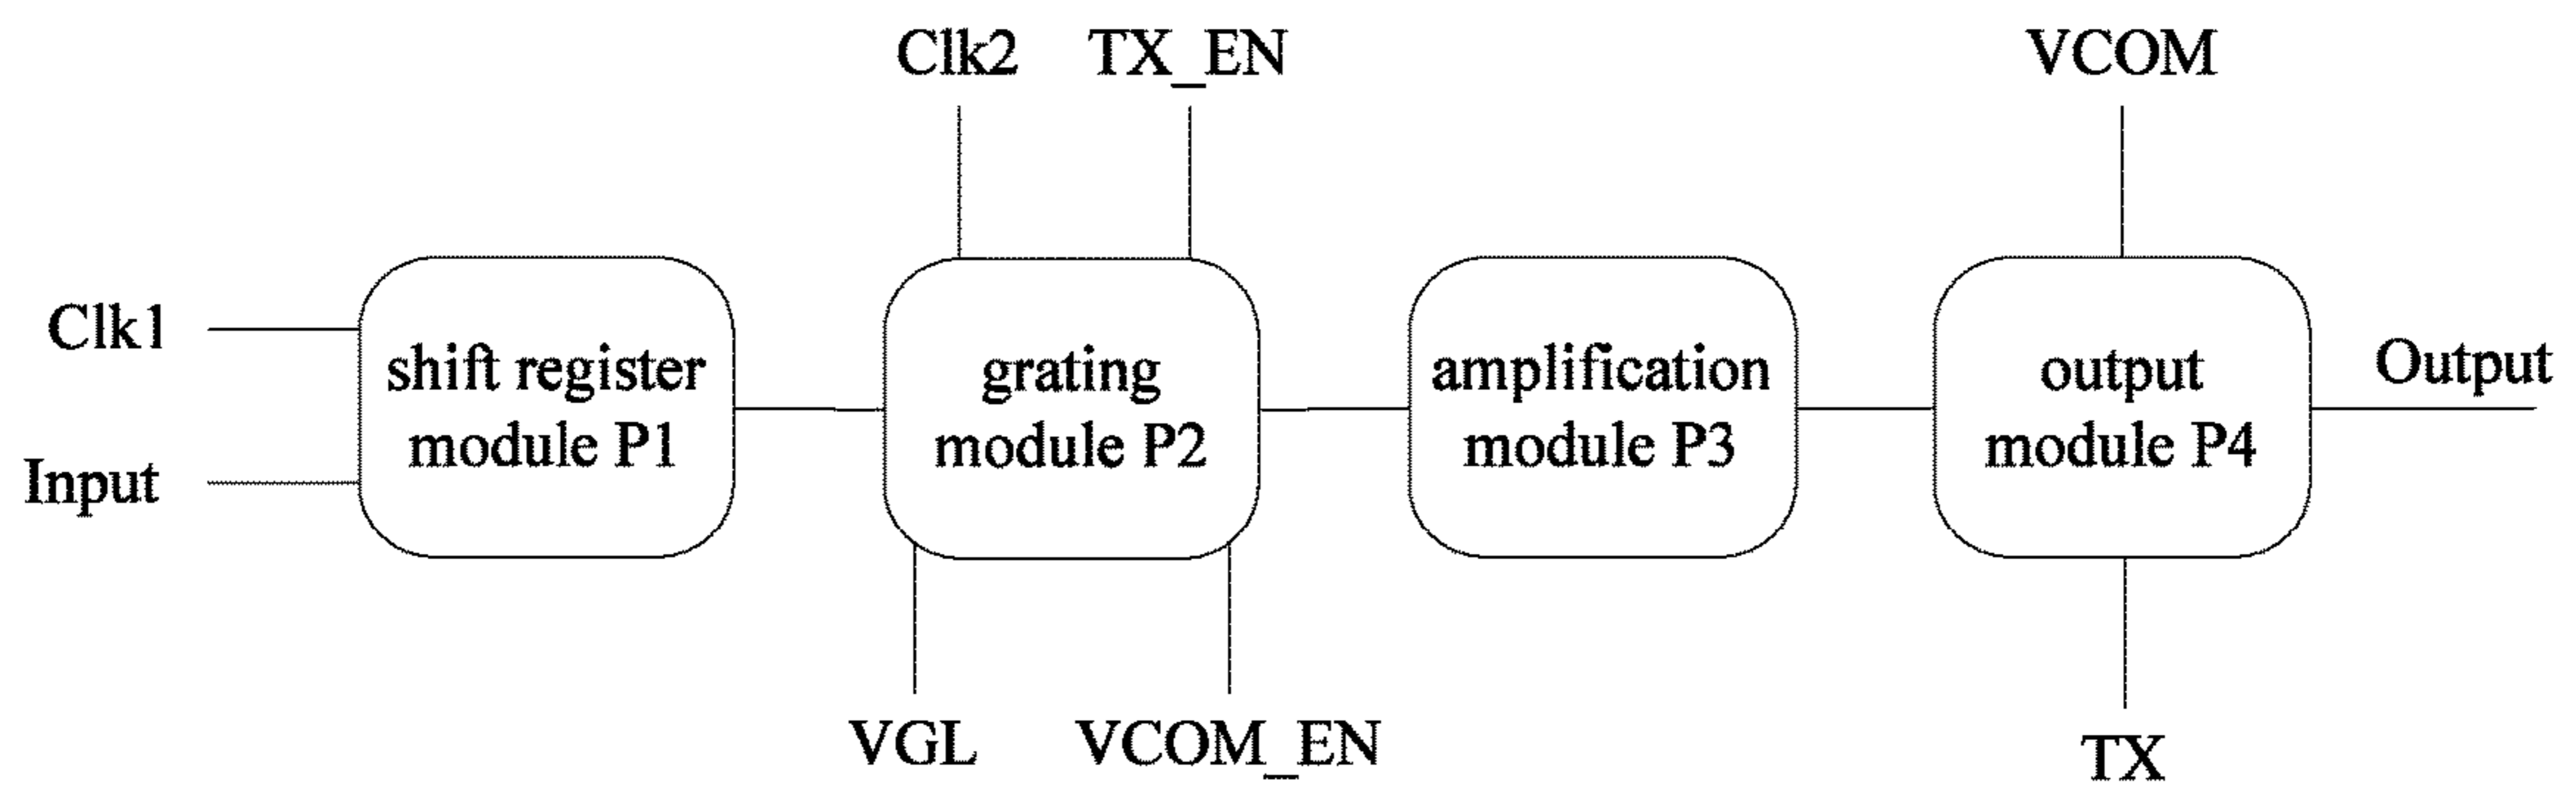 Clk2
TX_EN
VCOM
Clk1
Input
shift register
module P1
grating
module P2
amplification
module P3
output
module P4
Output
VGL
VCOM_EN
TX